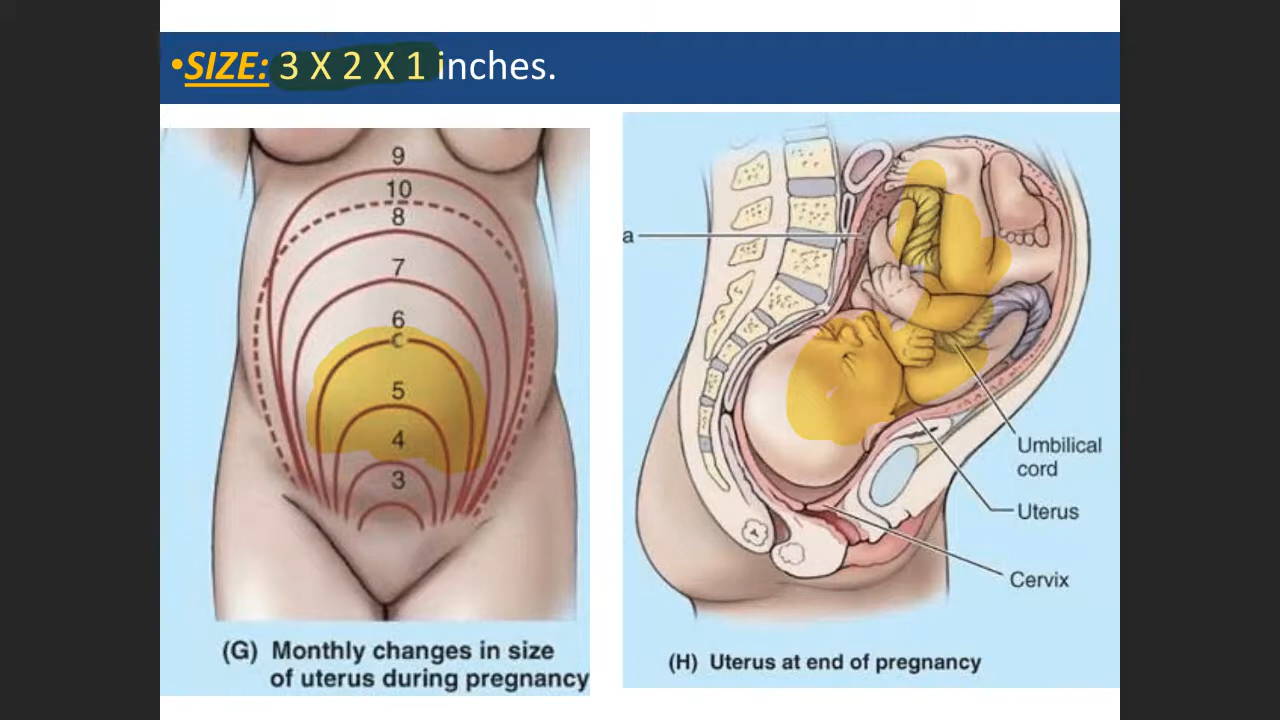 •SIZE: 3 X 2 X 1 inches.
9
10
8
7
6
C
5
4
3
(G) Monthly changes in size
of uterus during pregnancy
a
Umbilical
cord
Uterus
Cervix
(H) Uterus at end of pregnancy